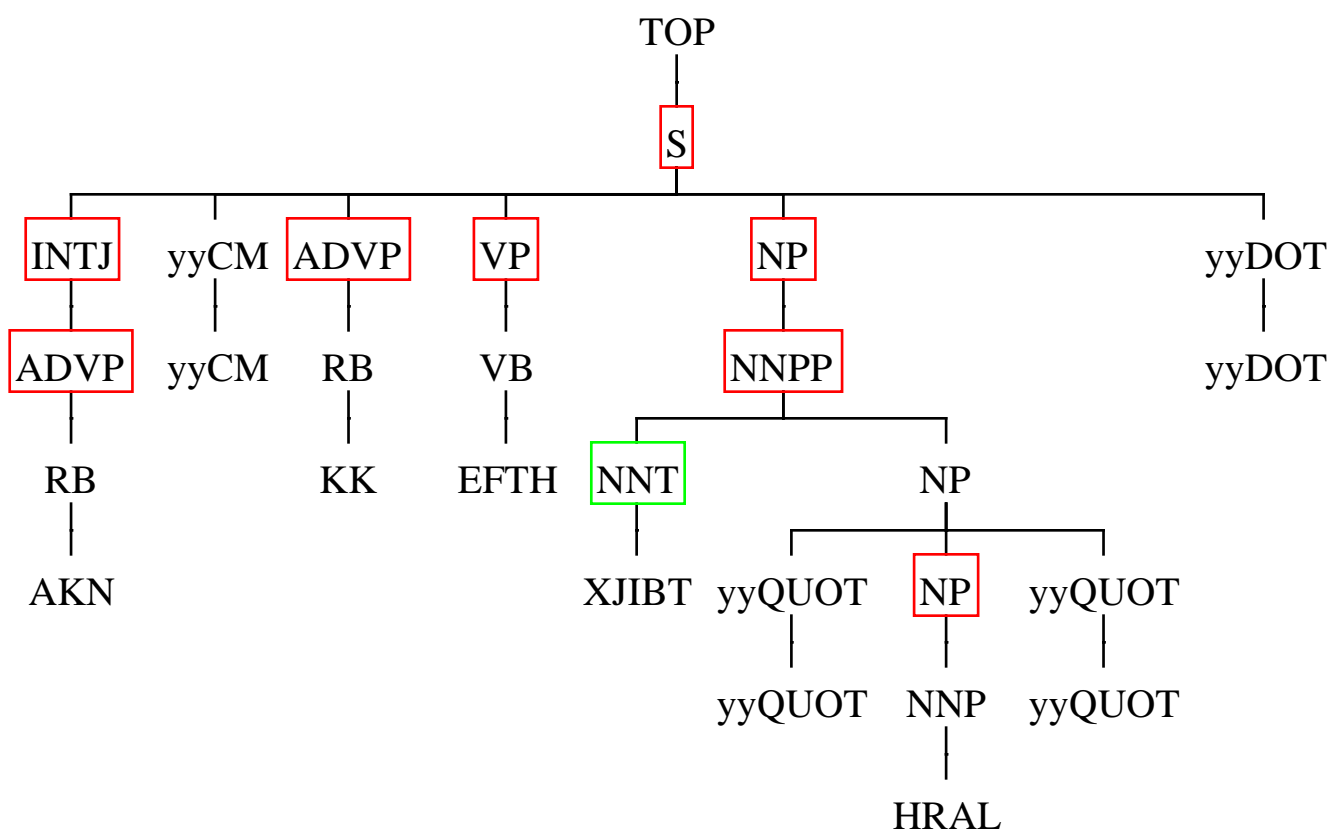 TOP
S
INTJ yyCM ADVP VP NP yyDOT
ADVP yyCM RB VB NNPP yyDOT
RB KK EFTH NNT NP
AKN XJIBT yyQUOT NP yyQUOT
yyQUOT NNP yyQUOT
HRAL